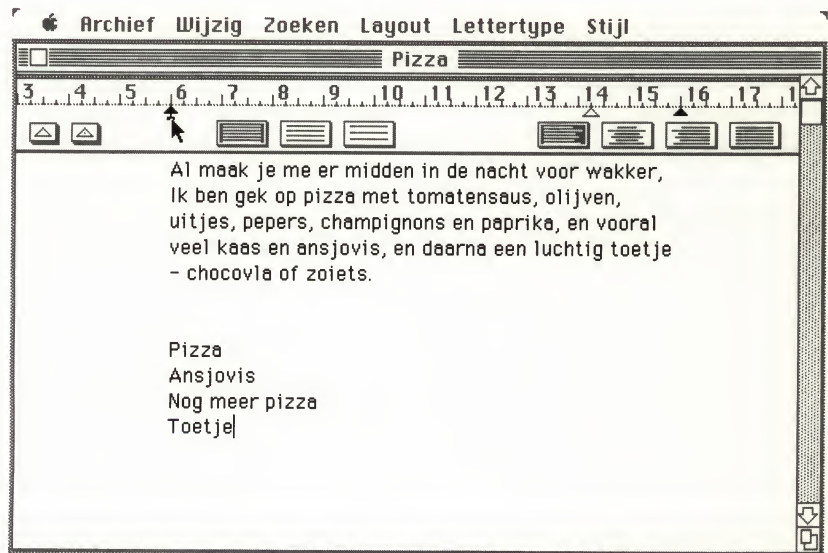 Archief Wijzig Zoeken Layout Lettertype Stijl
Pizza
3 4 5 6 7 8 9 10 11 12 13 14 15 16 17 1
Al maak je me er midden in de nacht voor wakker,
Ik ben gek op pizza met tomatensaus, olijven,
uitjes, pepers, champignons en paprika, en vooral
veel kaas en ansjovis, en daarna een luchtig toetje
- chocovla of zoiets.
Pizza
Ansjovis
Nog meer pizza
Toetje